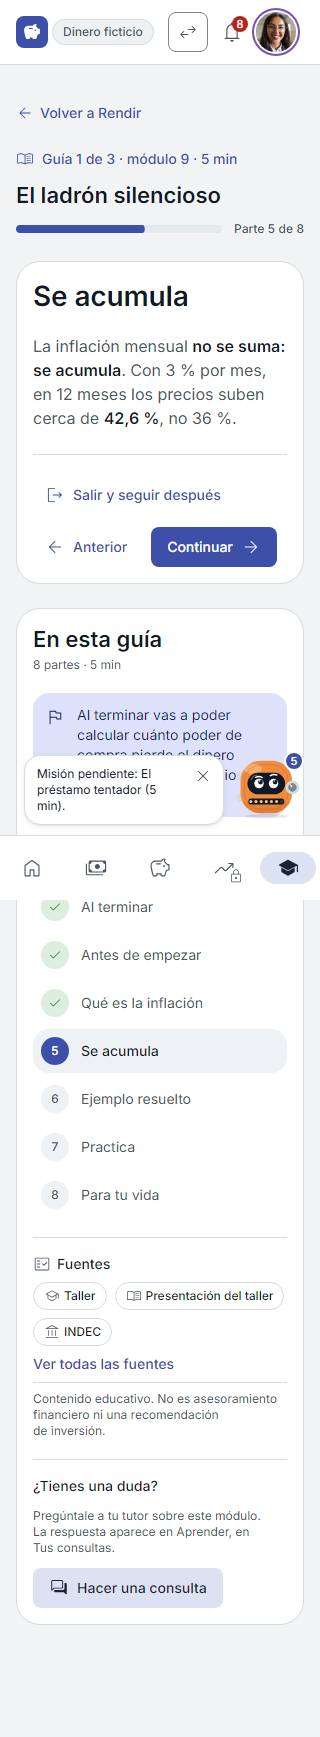 Dinero ficticio
8
Volver a Rendir
Guía 1 de 3 · módulo 9 · 5 min
El ladrón silencioso
Parte 5 de 8
Se acumula
La inflación mensual no se suma:
se acumula. Con 3 % por mes,
en 12 meses los precios suben
cerca de 42,6 %, no 36 %.
Salir y seguir después
Anterior
Continuar
En esta guía
8 partes · 5 min
Al terminar vas a poder
calcular cuánto poder de
compra pierde el dinero
Misión pendiente: El
préstamo tentador (5
min).
5
Al terminar
Antes de empezar
Qué es la inflación
5 Se acumula
6 Ejemplo resuelto
7 Practica
8 Para tu vida
Fuentes
Taller
Presentación del taller
INDEC
Ver todas las fuentes
Contenido educativo. No es asesoramiento
financiero ni una recomendación
de inversión.
¿Tienes una duda?
Pregúntale a tu tutor sobre este módulo.
La respuesta aparece en Aprender, en
Tus consultas.
Hacer una consulta